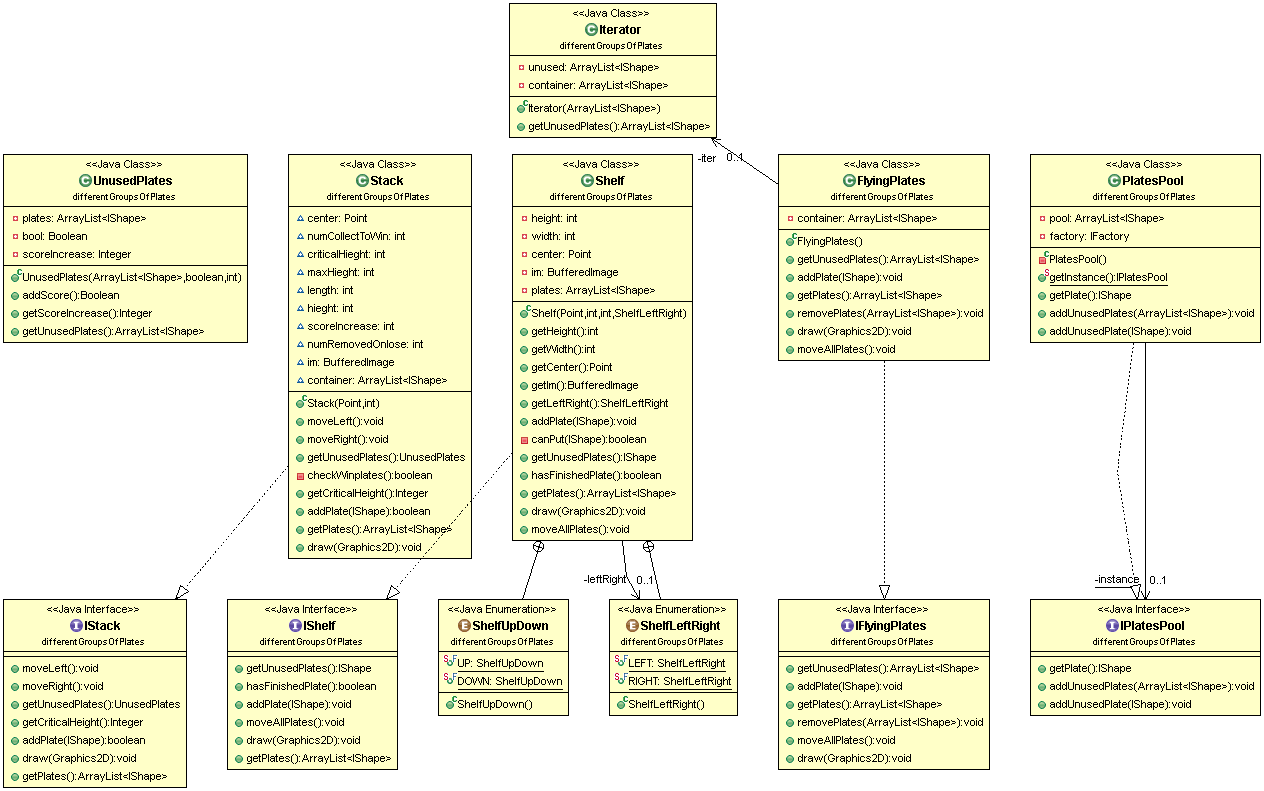 <<Java Class>>
Iterator
differentGroupsOfPlates
unused: ArrayList<IShape>
container: ArrayList<IShape>
Iterator(ArrayList<IShape>)
getUnusedPlates():ArrayList<IShape>
-iter
0..1
<<Java Class>>
UnusedPlates
differentGroupsOfPlates
plates: ArrayList<IShape>
bool: Boolean
scoreIncrease: Integer
UnusedPlates(ArrayList<IShape>,boolean,int)
addScore():Boolean
getScoreIncrease():Integer
getUnusedPlates():ArrayList<IShape>
<<Java Class>>
Stack
differentGroupsOfPlates
center: Point
numCollectToWin: int
criticalHieght: int
maxHieght: int
length: int
hieght: int
scoreIncrease: int
numRemovedOnlose: int
im: BufferedImage
container: ArrayList<IShape>
Stack(Point,int)
moveLeft():void
moveRight():void
getUnusedPlates():UnusedPlates
checkWinplates():boolean
getCriticalHeight():Integer
addPlate(IShape):boolean
getPlates():ArrayList<IShape>
draw(Graphics2D):void
<<Java Class>>
Shelf
differentGroupsOfPlates
height: int
width: int
center: Point
im: BufferedImage
plates: ArrayList<IShape>
Shelf(Point,int,int,ShelfLeftRight)
getHeight():int
getWidth():int
getCenter():Point
getIm():BufferedImage
getLeftRight():ShelfLeftRight
addPlate(IShape):void
canPut(IShape):boolean
getUnusedPlates():IShape
hasFinishedPlate():boolean
getPlates():ArrayList<IShape>
draw(Graphics2D):void
moveAllPlates():void
<<Java Class>>
FlyingPlates
differentGroupsOfPlates
container: ArrayList<IShape>
FlyingPlates()
getUnusedPlates():ArrayList<IShape>
addPlate(IShape):void
getPlates():ArrayList<IShape>
removePlates(ArrayList<IShape>):void
draw(Graphics2D):void
moveAllPlates():void
<<Java Class>>
PlatesPool
differentGroupsOfPlates
pool: ArrayList<IShape>
factory: IFactory
PlatesPool()
getInstance():IPlatesPool
getPlate():IShape
addUnusedPlates(ArrayList<IShape>):void
addUnusedPlate(IShape):void
-leftRight
0..1
-instance
0..1
<<Java Interface>>
IStack
differentGroupsOfPlates
moveLeft():void
moveRight():void
getUnusedPlates():UnusedPlates
getCriticalHeight():Integer
addPlate(IShape):boolean
draw(Graphics2D):void
getPlates():ArrayList<IShape>
<<Java Interface>>
IShelf
differentGroupsOfPlates
getUnusedPlates():IShape
hasFinishedPlate():boolean
addPlate(IShape):void
moveAllPlates():void
draw(Graphics2D):void
getPlates():ArrayList<IShape>
<<Java Enumeration>>
ShelfUpDown
differentGroupsOfPlates
UP: ShelfUpDown
DOWN: ShelfUpDown
ShelfUpDown()
<<Java Enumeration>>
ShelfLeftRight
differentGroupsOfPlates
LEFT: ShelfLeftRight
RIGHT: ShelfLeftRight
ShelfLeftRight()
<<Java Interface>>
IFlyingPlates
differentGroupsOfPlates
getUnusedPlates():ArrayList<IShape>
addPlate(IShape):void
getPlates():ArrayList<IShape>
removePlates(ArrayList<IShape>):void
moveAllPlates():void
draw(Graphics2D):void
<<Java Interface>>
IPlatesPool
differentGroupsOfPlates
getPlate():IShape
addUnusedPlates(ArrayList<IShape>):void
addUnusedPlate(IShape):void